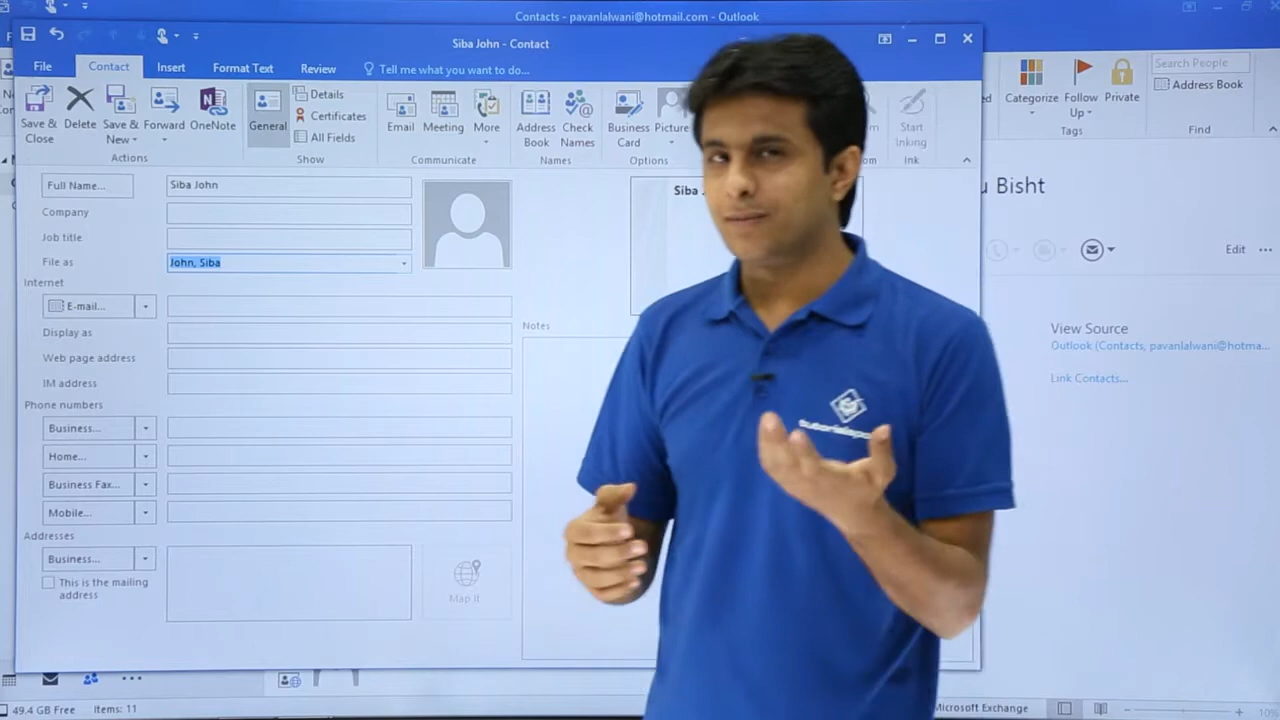 Contacts - pavanlalwani@hotmail.com - Outlook
Siba John - Contact
File Contact Insert Format Text Review Tell me what you want to do...
Search People
Save & Close
Delete
Save & New
Forward
OneNote
Actions
General
Details
Certificates
All Fields
Show
Email
Meeting
More
Communicate
Address Book
Check Names
Names
Business Card
Picture
Options
Start Inking
Ink
Categorize
Follow Up
Private
Tags
Address Book
Find
Full Name... Siba John
Company
Job title
File as John, Siba
Internet
E-mail...
Display as
Web page address
IM address
Phone numbers
Business...
Home...
Business Fax...
Mobile...
Addresses
Business...
This is the mailing address
Map It
Siba
Notes
Bisht
Edit
View Source
Outlook (Contacts, pavanlalwani@hotma...
Link Contacts...
49.4 GB Free Items: 11
Microsoft Exchange